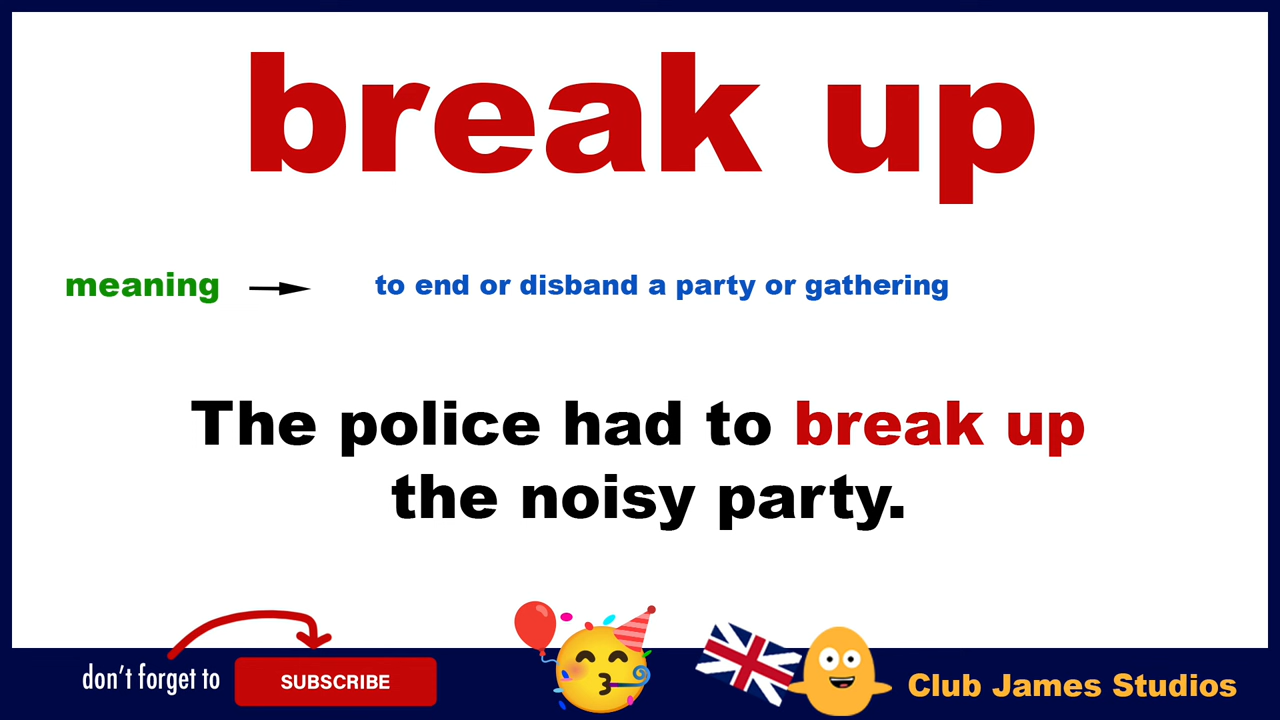 break up
meaning
to end or disband a party or gathering
The police had to break up
the noisy party.
don't forget to
SUBSCRIBE
Club James Studios